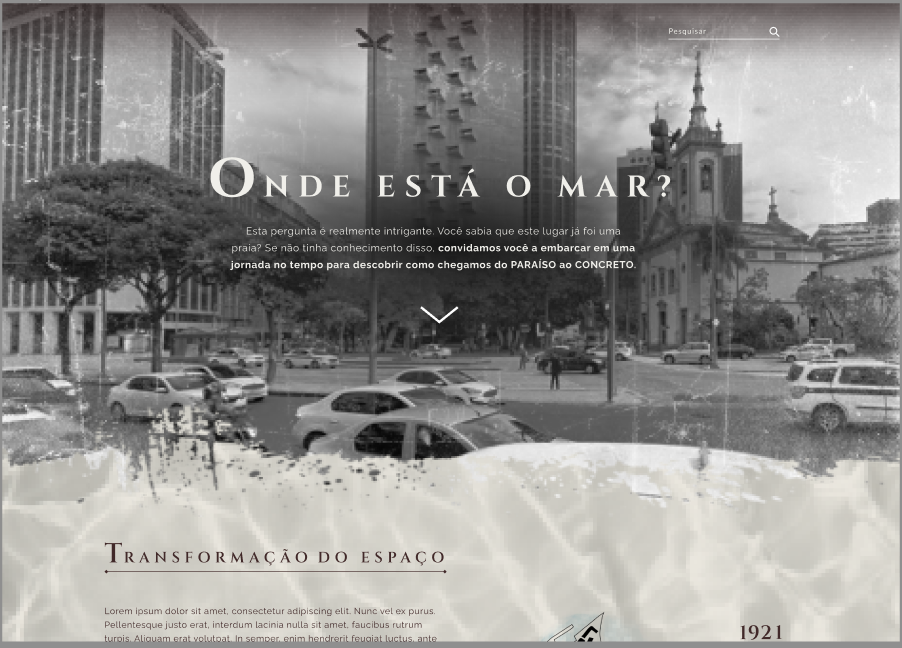 Pesquisar
ONDE ESTÁ O MAR?
Esta pergunta é realmente intrigante. Você sabia que este lugar já foi uma
praia? Se não tinha conhecimento disso, convidamos você a embarcar em uma
jornada no tempo para descobrir como chegamos do PARAÍSO ao CONCRETO.
TRANSFORMAÇÃO DO ESPAÇO
Lorem ipsum dolor sit amet, consectetur adipiscing elit. Nunc vel ex purus.
Pellentesque justo erat, interdum lacinia nulla sit amet, faucibus rutrum
turpis. Aliquam erat volutpat. In semper, enim hendrerit feugiat luctus, ante
1921